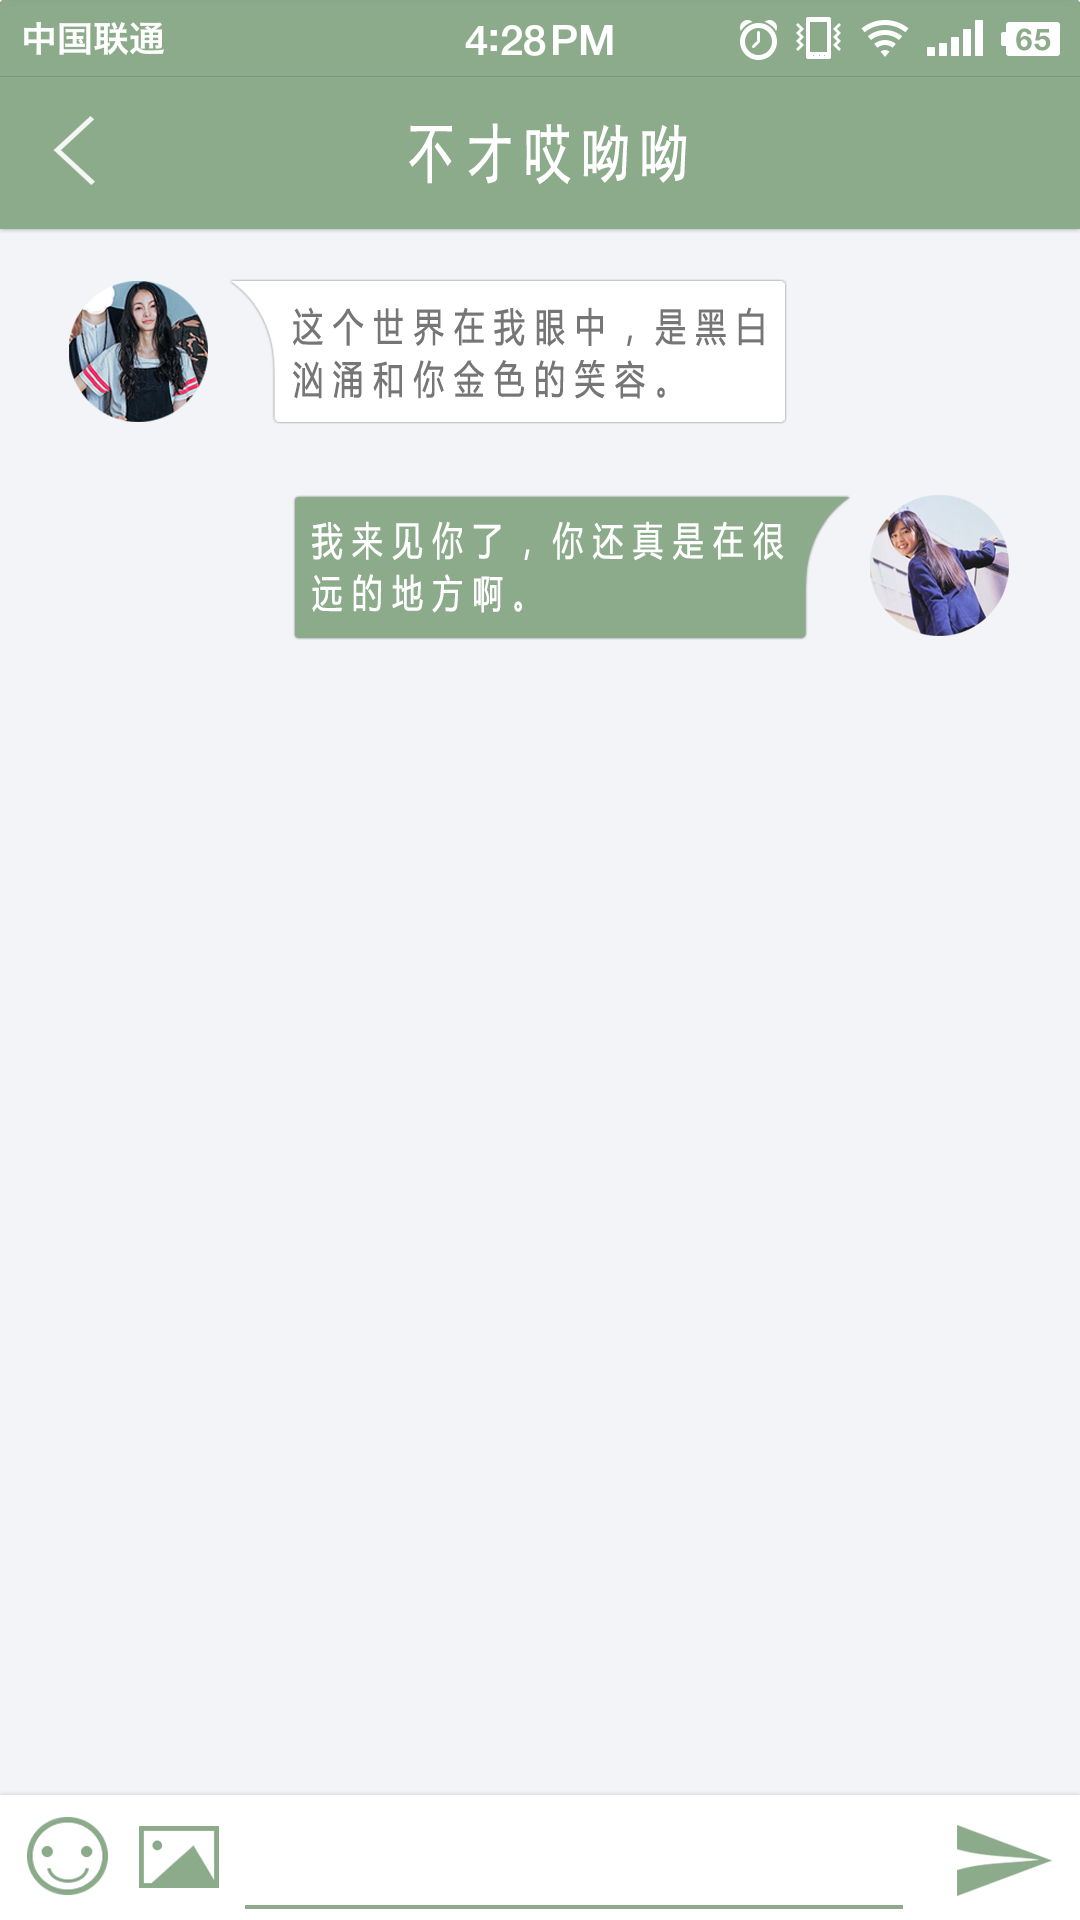 中国联通 4:28PM 65
不才哎呦呦
这个世界在我眼中，是黑白
汹涌和你金色的笑容。
我来见你了，你还真是在很
远的地方啊。